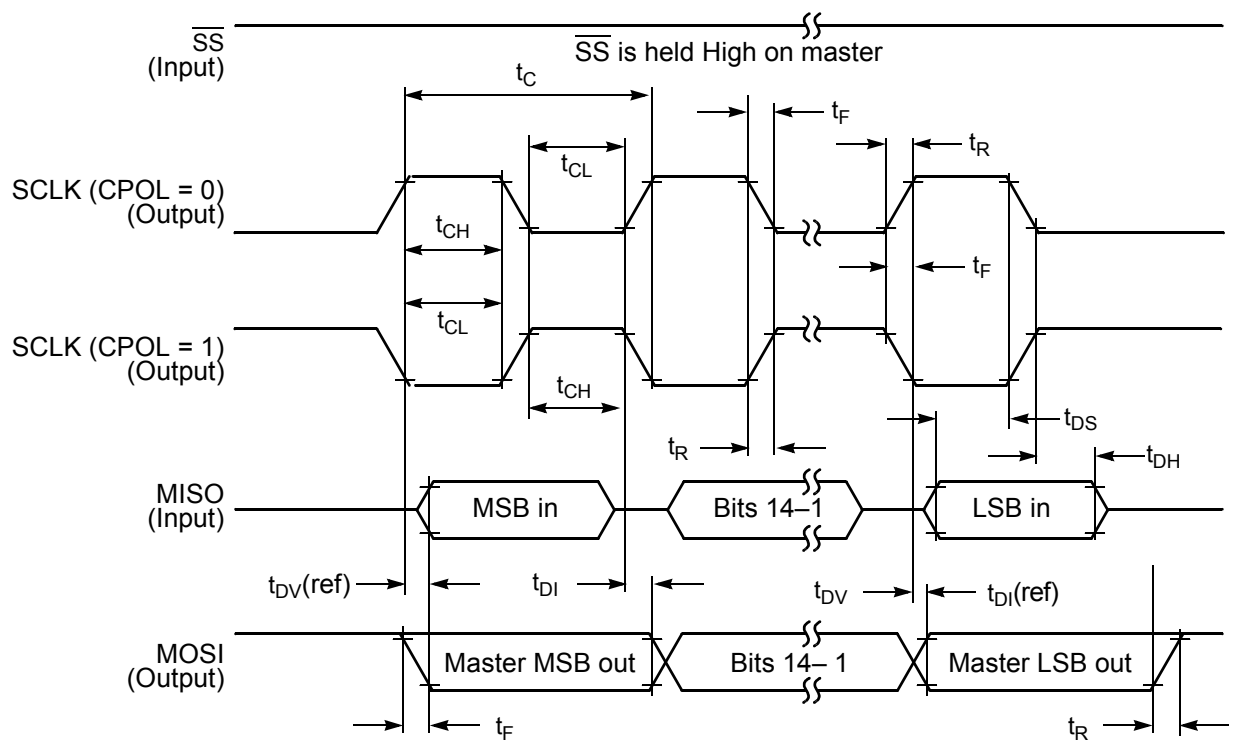 SS
(Input)
SS is held High on master
tC
tF
tR
tCL
SCLK (CPOL = 0)
(Output)
tCH
tF
tCL
SCLK (CPOL = 1)
(Output)
tCH
tDS
tR
tDH
MISO
(Input)
MSB in
Bits 14–1
LSB in
tDV(ref)
tDI
tDV
tDI(ref)
MOSI
(Output)
Master MSB out
Bits 14– 1
Master LSB out
tF
tR